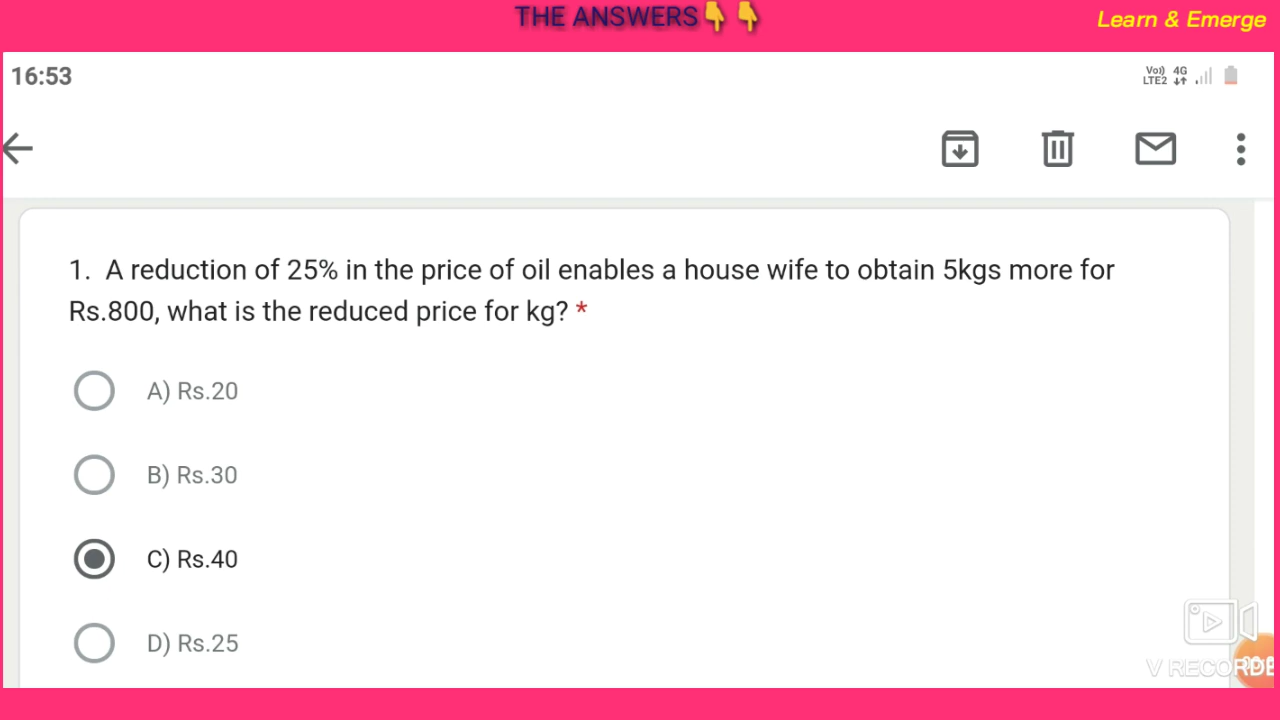 THE ANSWERS👇👇
Learn & Emerge
16:53
Vo)) 4G
LTE2
1. A reduction of 25% in the price of oil enables a house wife to obtain 5kgs more for
Rs.800, what is the reduced price for kg? *
A) Rs.20
B) Rs.30
C) Rs.40
D) Rs.25
V RECORDE